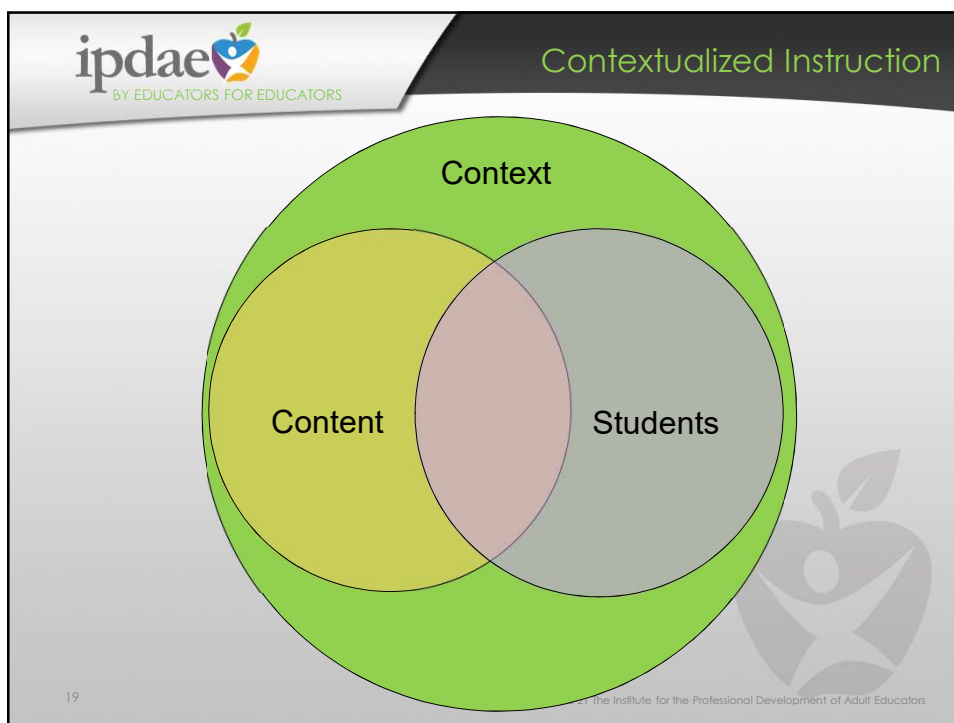 ipdae
BY EDUCATORS FOR EDUCATORS
Contextualized Instruction
Context
Content
Students
19
The Institute for the Professional Development of Adult Educators